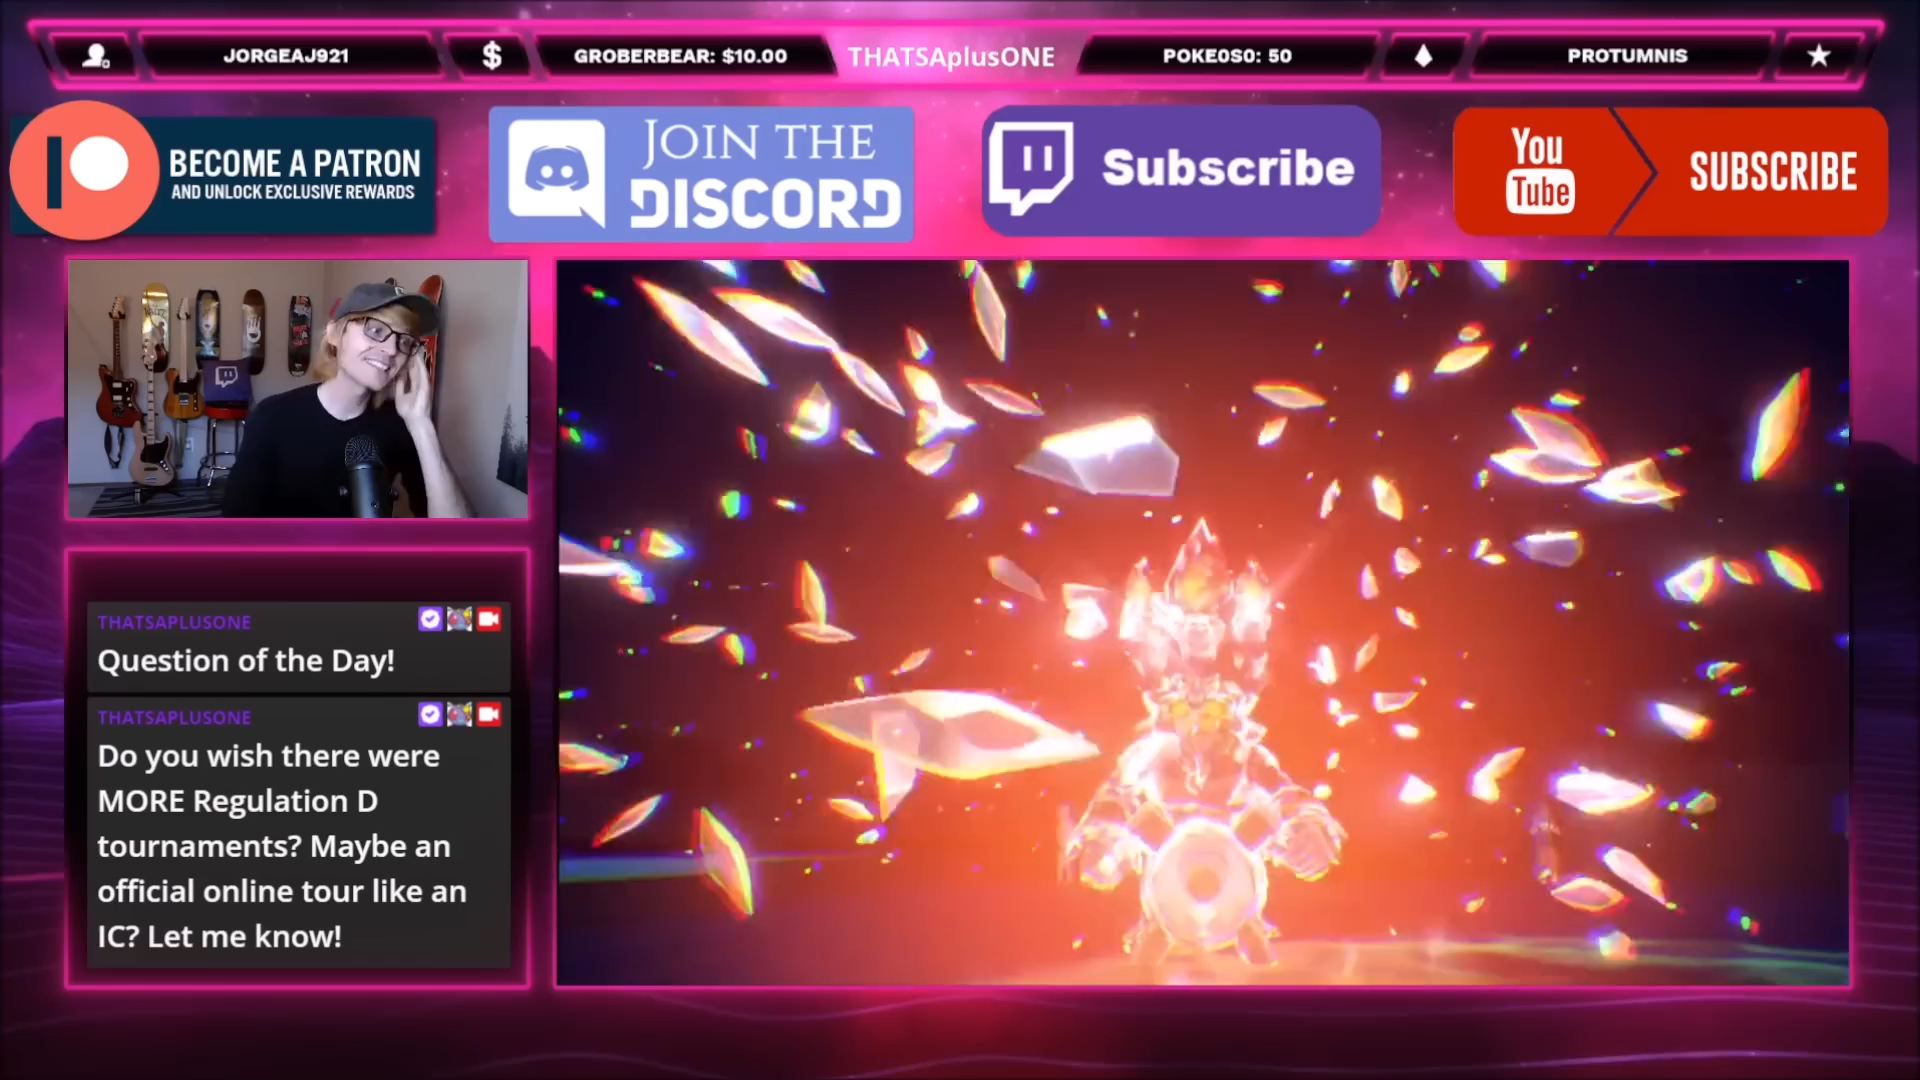 JORGEAJ921
$
GROBERBEAR: $10.00
THATSAplusONE
POKE0S0: 50
PROTUMNIS
BECOME A PATRON
AND UNLOCK EXCLUSIVE REWARDS
JOIN THE
DISCORD
Subscribe
You
Tube
SUBSCRIBE
THATSAPLUSONE
Question of the Day!
THATSAPLUSONE
Do you wish there were
MORE Regulation D
tournaments? Maybe an
official online tour like an
IC? Let me know!